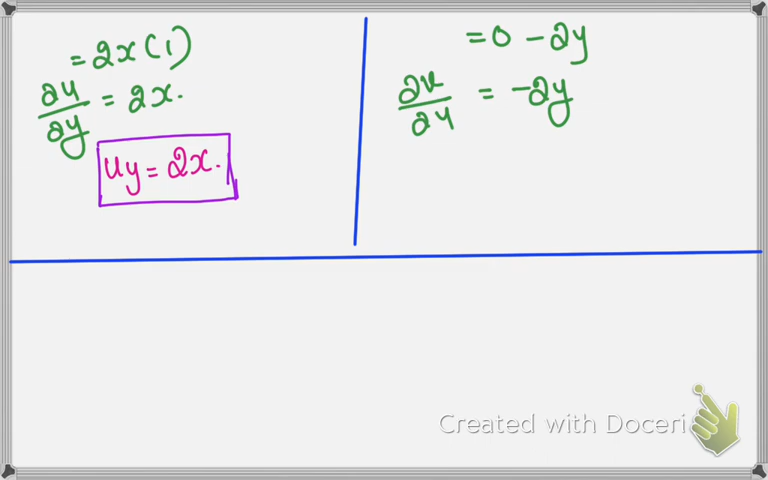 = 2x(1)
∂u/∂y = 2x.
uy = 2x.
= 0 - 2y
∂v/∂y = -2y
Created with Doceri